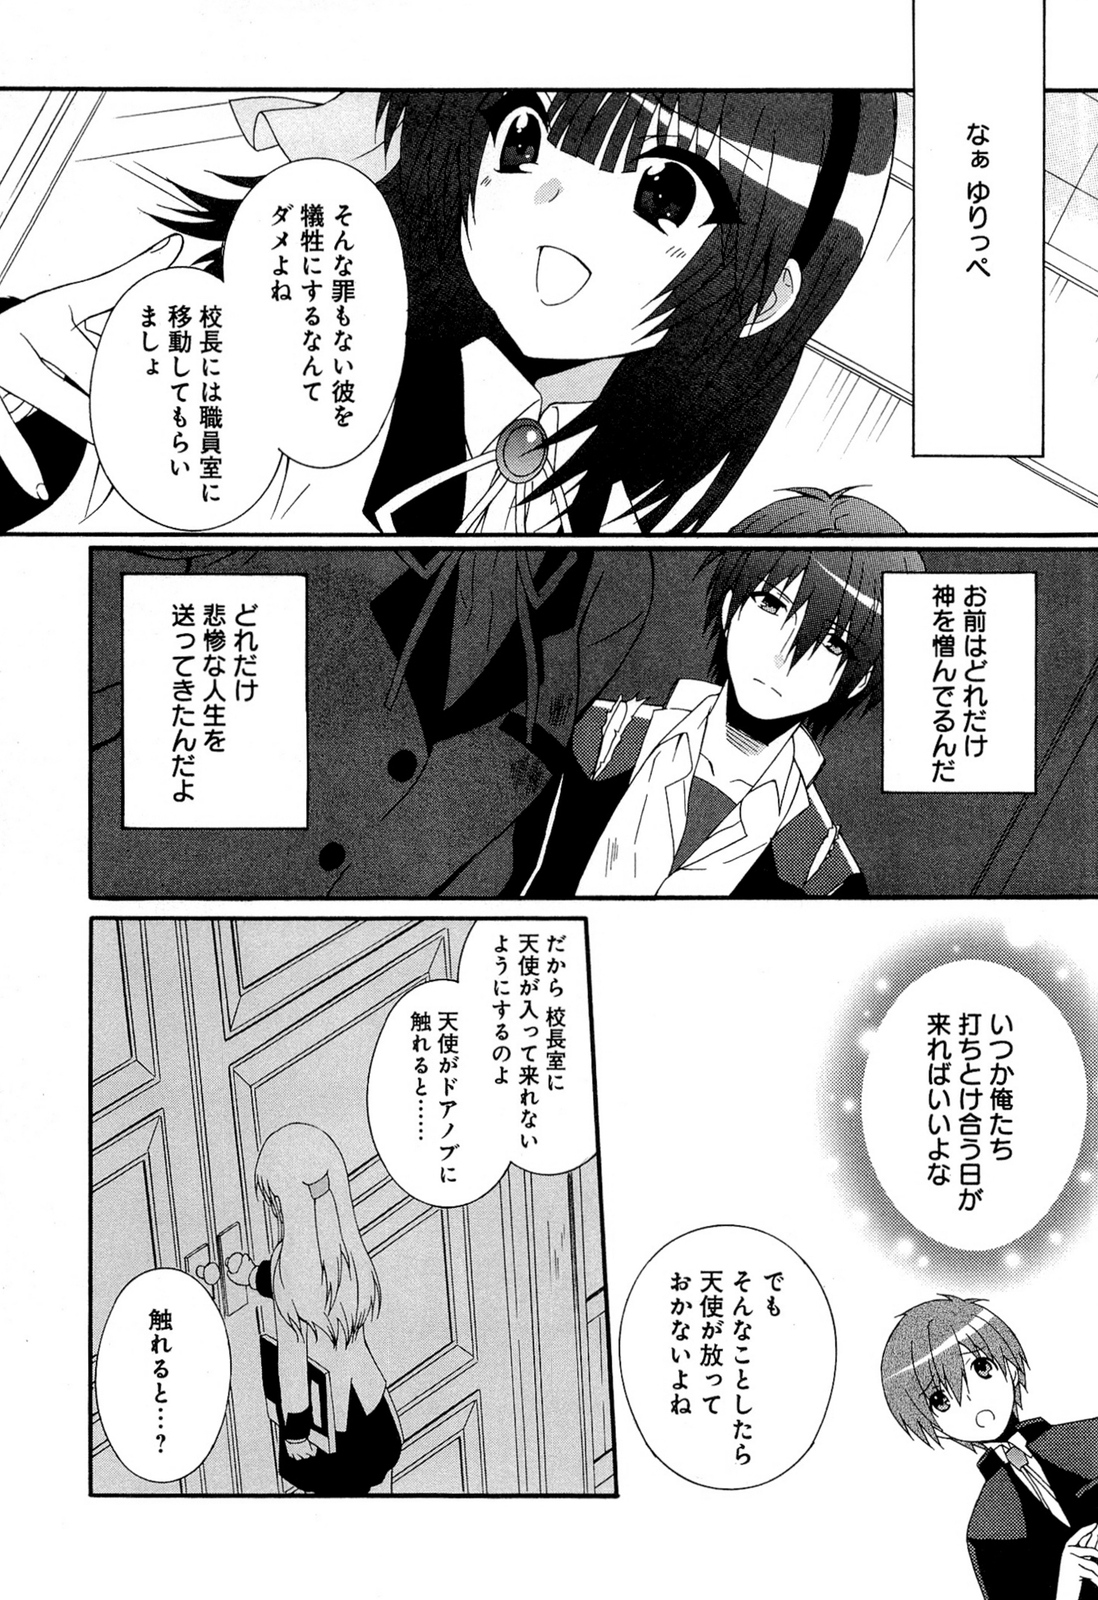 なぁ ゆりっぺ
そんな罪もない彼を
犠牲にするなんて
ダメよね
校長には職員室に
移動してもらい
ましょ
お前はどれだけ
神を憎んでるんだ
どれだけ
悲惨な人生を
送ってきたんだよ
いつか俺たち
打ちとけ合う日が
来ればいいよな
でも
そんなことしたら
天使が放って
おかないよね
だから 校長室に
天使が入って来れない
ようにするのよ
天使がドアノブに
触れると……
触れると…？